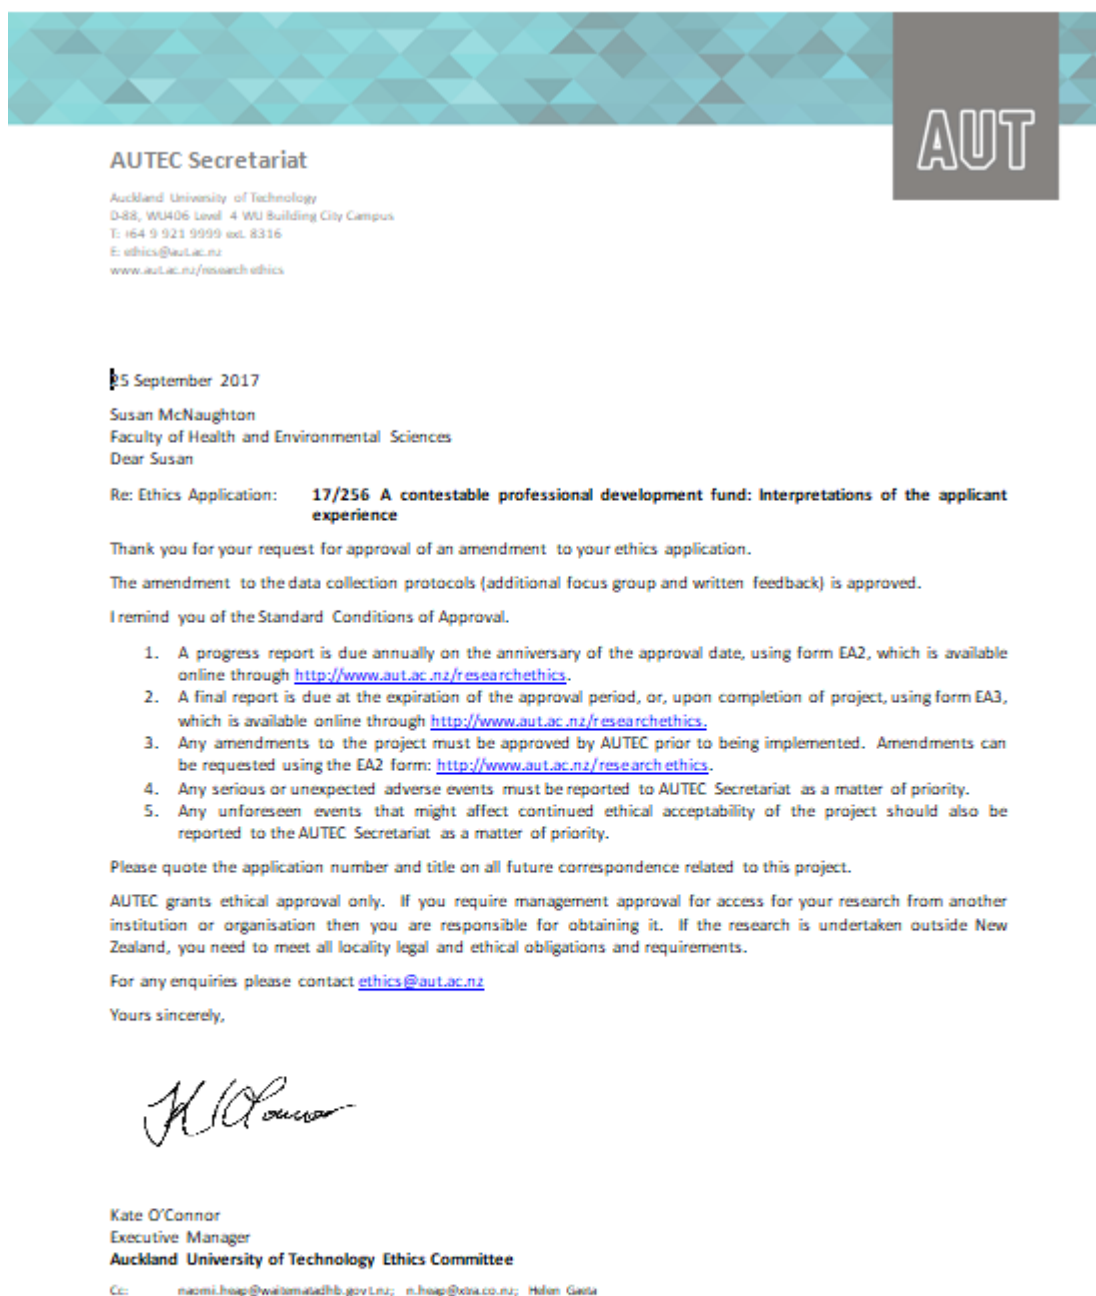 AUT
AUTEC Secretariat
Auckland University of Technology
D-88, WU406 Level 4 WU Building City Campus
T: +64 9 921 9999 ext. 8316
E: ethics@aut.ac.nz
www.aut.ac.nz/researchethics
25 September 2017
Susan McNaughton
Faculty of Health and Environmental Sciences
Dear Susan
Re: Ethics Application: 17/256 A contestable professional development fund: Interpretations of the applicant
experience
Thank you for your request for approval of an amendment to your ethics application.
The amendment to the data collection protocols (additional focus group and written feedback) is approved.
I remind you of the Standard Conditions of Approval.
1. A progress report is due annually on the anniversary of the approval date, using form EA2, which is available
online through http://www.aut.ac.nz/researchethics.
2. A final report is due at the expiration of the approval period, or, upon completion of project, using form EA3,
which is available online through http://www.aut.ac.nz/researchethics.
3. Any amendments to the project must be approved by AUTEC prior to being implemented. Amendments can
be requested using the EA2 form: http://www.aut.ac.nz/researchethics.
4. Any serious or unexpected adverse events must be reported to AUTEC Secretariat as a matter of priority.
5. Any unforeseen events that might affect continued ethical acceptability of the project should also be
reported to the AUTEC Secretariat as a matter of priority.
Please quote the application number and title on all future correspondence related to this project.
AUTEC grants ethical approval only. If you require management approval for access for your research from another
institution or organisation then you are responsible for obtaining it. If the research is undertaken outside New
Zealand, you need to meet all locality legal and ethical obligations and requirements.
For any enquiries please contact ethics@aut.ac.nz
Yours sincerely,
K O'Connor
Kate O'Connor
Executive Manager
Auckland University of Technology Ethics Committee
Cc: naomi.heap@waitematadhb.govt.nz; n.heap@xtra.co.nz; Helen Gaeta